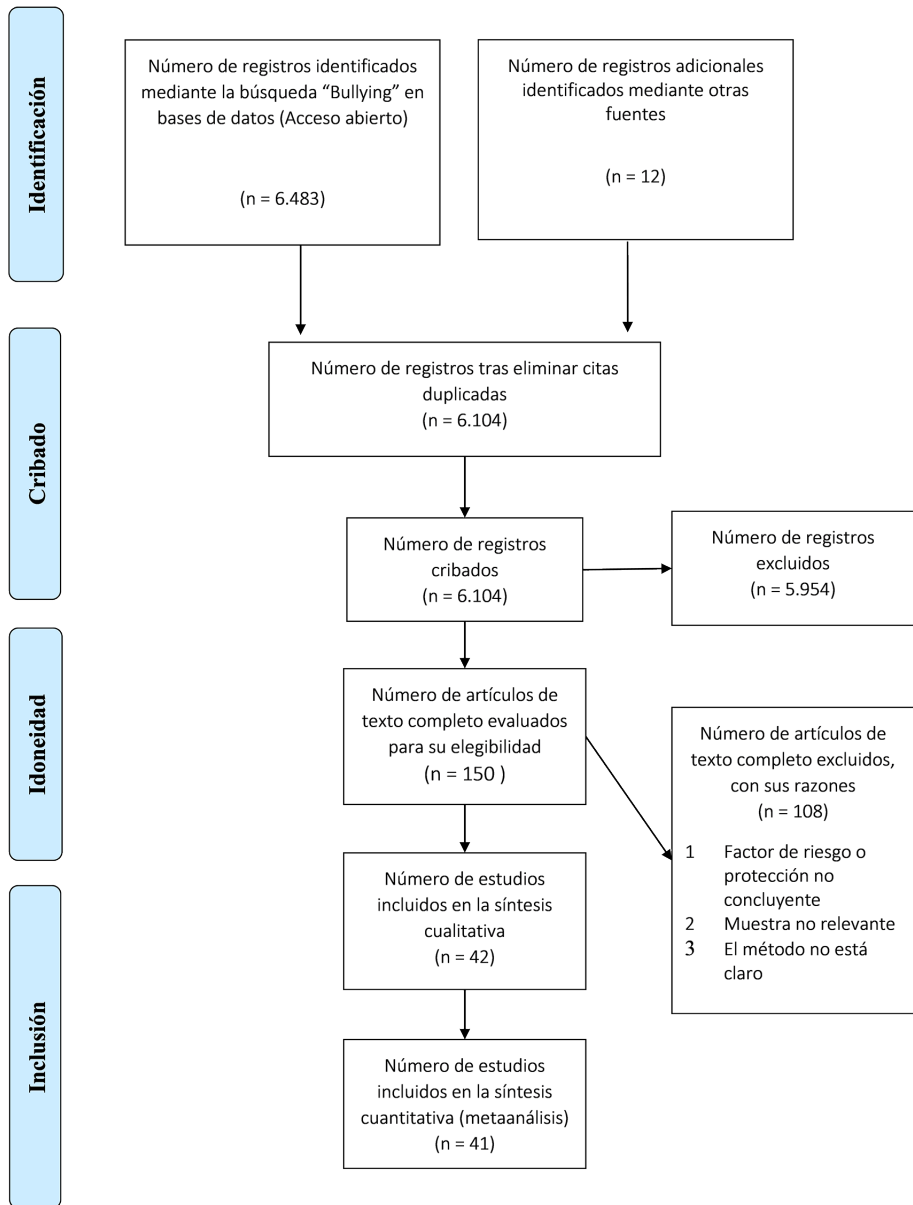 Identificación
Número de registros identificados
mediante la búsqueda “Bullying” en
bases de datos (Acceso abierto)
(n = 6.483)
Número de registros adicionales
identificados mediante otras
fuentes
(n = 12)
Cribado
Número de registros tras eliminar citas
duplicadas
(n = 6.104)
Número de registros
cribados
(n = 6.104)
Número de registros
excluidos
(n = 5.954)
Idoneidad
Número de artículos de
texto completo evaluados
para su elegibilidad
(n = 150 )
Número de artículos de
texto completo excluidos,
con sus razones
(n = 108)
1 Factor de riesgo o
protección no
concluyente
2 Muestra no relevante
3 El método no está
claro
Inclusión
Número de estudios
incluidos en la síntesis
cualitativa
(n = 42)
Número de estudios
incluidos en la síntesis
cuantitativa (metaanálisis)
(n = 41)